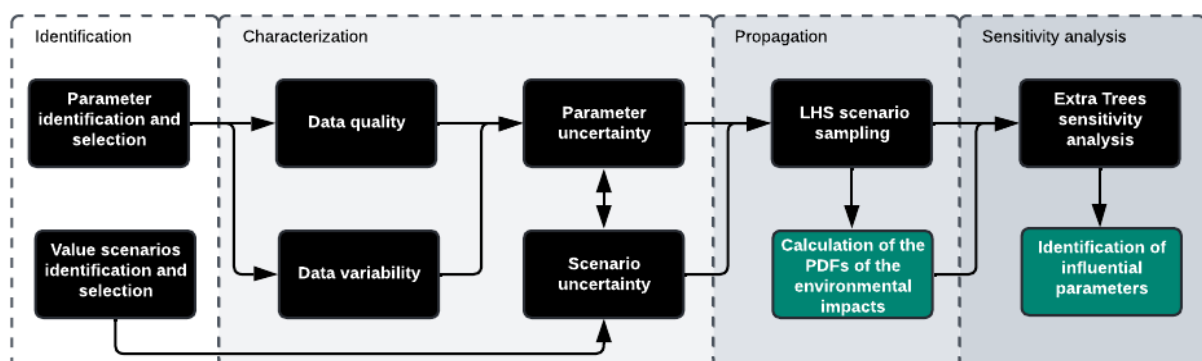 Identification
Characterization
Propagation
Sensitivity analysis
Parameter
identification and
selection
Data quality
Parameter
uncertainty
LHS scenario
sampling
Extra Trees
sensitivity
analysis
Value scenarios
identification and
selection
Data variability
Scenario
uncertainty
Calculation of the
PDFs of the
environmental
impacts
Identification of
influential
parameters